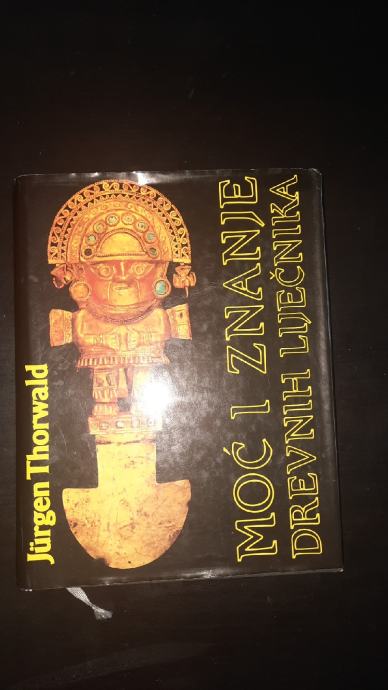 Jürgen Thorwald
MOĆ I ZNANJE
DREVNIH LIJEČNIKA